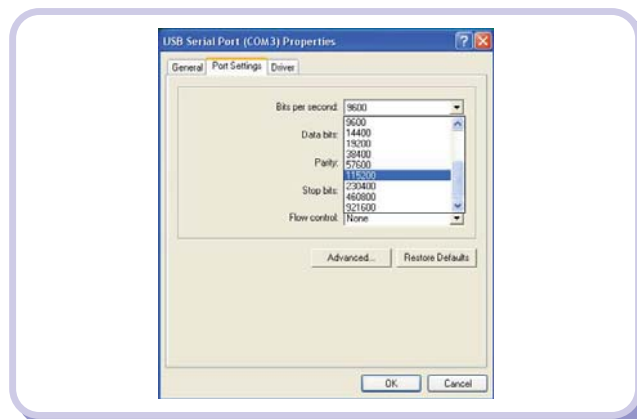 USB Serial Port (COM3) Properties
General Port Settings Driver
Bits per second: 9600
9600
Data bits: 14400
19200
38400
Parity: 57600
115200
Stop bits: 230400
460800
921600
Flow control: None
Advanced... Restore Defaults
OK Cancel